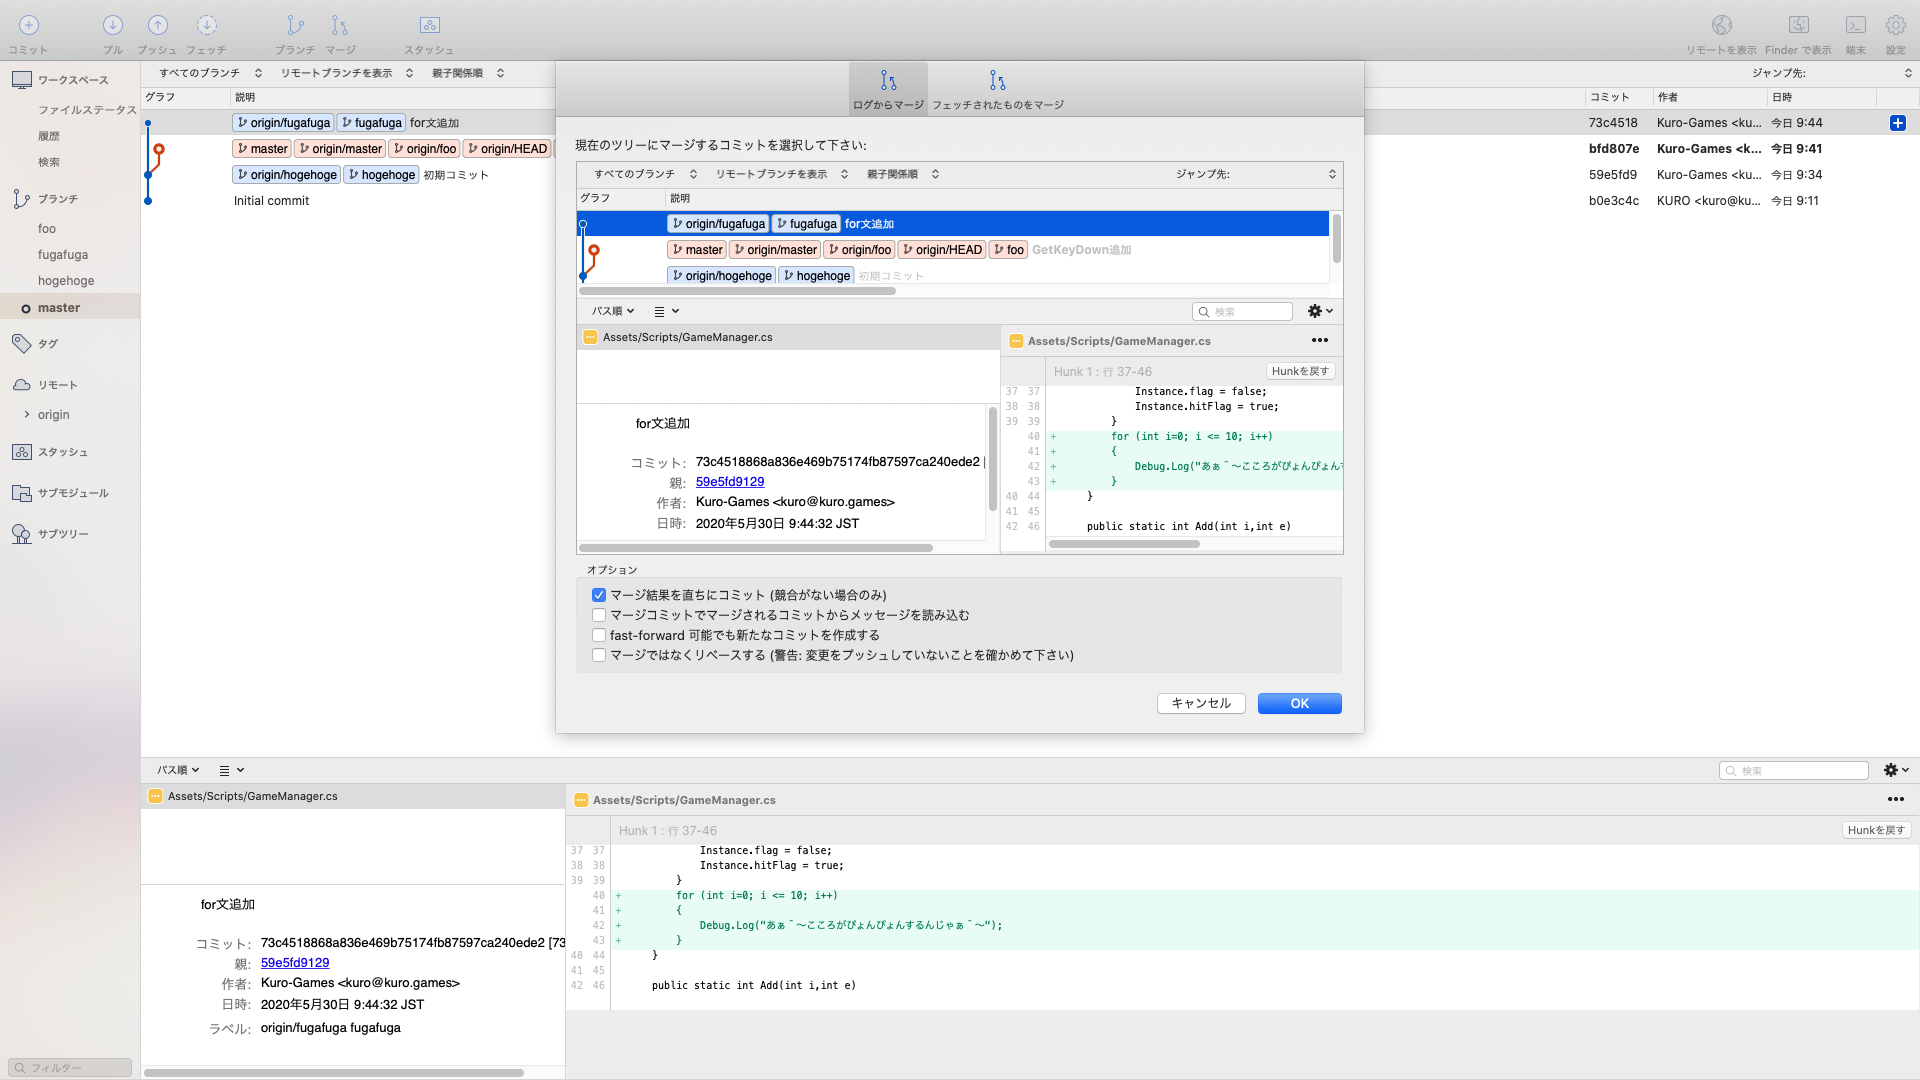 コミット プル プッシュ フェッチ ブランチ マージ スタッシュ リモートを表示 Finder で表示 端末 設定
ワークスペース
ファイルステータス
履歴
検索
ブランチ
foo
fugafuga
hogehoge
master
タグ
リモート
origin
スタッシュ
サブモジュール
サブツリー
フィルター
すべてのブランチ リモートブランチを表示 親子関係順 ジャンプ先:
グラフ 説明 コミット 作者 日時
origin/fugafuga fugafuga for文追加 73c4518 Kuro-Games <ku... 今日 9:44
master origin/master origin/foo origin/HEAD bfd807e Kuro-Games <k... 今日 9:41
origin/hogehoge hogehoge 初期コミット 59e5fd9 Kuro-Games <ku... 今日 9:34
Initial commit b0e3c4c KURO <kuro@ku... 今日 9:11
ログからマージ フェッチされたものをマージ
現在のツリーにマージするコミットを選択して下さい:
すべてのブランチ リモートブランチを表示 親子関係順 ジャンプ先:
グラフ 説明
origin/fugafuga fugafuga for文追加
master origin/master origin/foo origin/HEAD foo GetKeyDown追加
origin/hogehoge hogehoge 初期コミット
パス順 検索
Assets/Scripts/GameManager.cs
for文追加
コミット: 73c4518868a836e469b75174fb87597ca240ede2 [
親: 59e5fd9129
作者: Kuro-Games <kuro@kuro.games>
日時: 2020年5月30日 9:44:32 JST
Assets/Scripts/GameManager.cs •••
Hunk 1 : 行 37-46 Hunkを戻す
37 37 Instance.flag = false;
38 38 Instance.hitFlag = true;
39 39 }
40 + for (int i=0; i <= 10; i++)
41 + {
42 + Debug.Log("あぁ＾〜こころがぴょんぴょんす
43 + }
40 44 }
41 45
42 46 public static int Add(int i,int e)
オプション
マージ結果を直ちにコミット (競合がない場合のみ)
マージコミットでマージされるコミットからメッセージを読み込む
fast-forward 可能でも新たなコミットを作成する
マージではなくリベースする (警告: 変更をプッシュしていないことを確かめて下さい)
キャンセル OK
パス順 検索
Assets/Scripts/GameManager.cs
for文追加
コミット: 73c4518868a836e469b75174fb87597ca240ede2 [73
親: 59e5fd9129
作者: Kuro-Games <kuro@kuro.games>
日時: 2020年5月30日 9:44:32 JST
ラベル: origin/fugafuga fugafuga
Assets/Scripts/GameManager.cs •••
Hunk 1 : 行 37-46 Hunkを戻す
37 37 Instance.flag = false;
38 38 Instance.hitFlag = true;
39 39 }
40 + for (int i=0; i <= 10; i++)
41 + {
42 + Debug.Log("あぁ＾〜こころがぴょんぴょんするんじゃぁ＾〜");
43 + }
40 44 }
41 45
42 46 public static int Add(int i,int e)